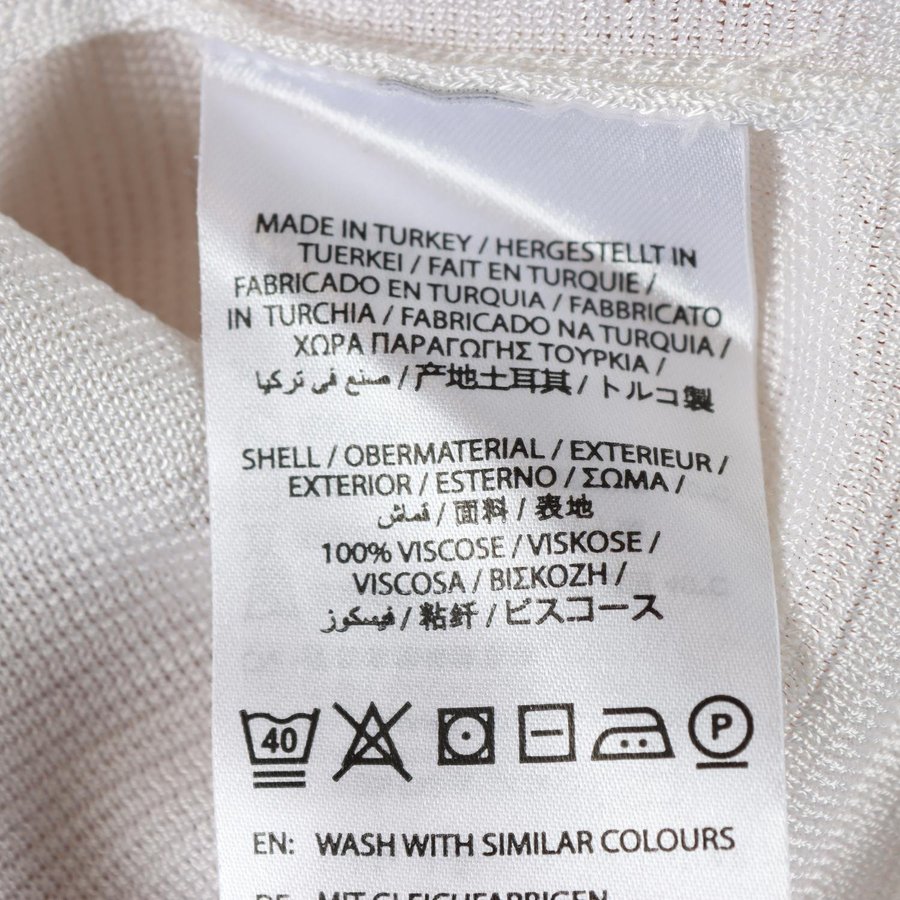 MADE IN TURKEY / HERGESTELLT IN
TUERKEI / FAIT EN TURQUIE /
FABRICADO EN TURQUIA / FABBRICATO
IN TURCHIA / FABRICADO NA TURQUIA /
ΧΩΡΑ ΠΑΡΑΓΩΓΗΣ ΤΟΥΡΚΙΑ /
صنع في تركيا / 产地土耳其 / トルコ製
SHELL / OBERMATERIAL / EXTERIEUR /
EXTERIOR / ESTERNO / ΣΩΜΑ /
قماش / 面料 / 表地
100% VISCOSE / VISKOSE /
VISCOSA / ΒΙΣΚΟΖΗ /
فيسكوز / 粘纤 / ビスコース
40 P
EN: WASH WITH SIMILAR COLOURS
DE: MIT GLEICHFARBIGEN